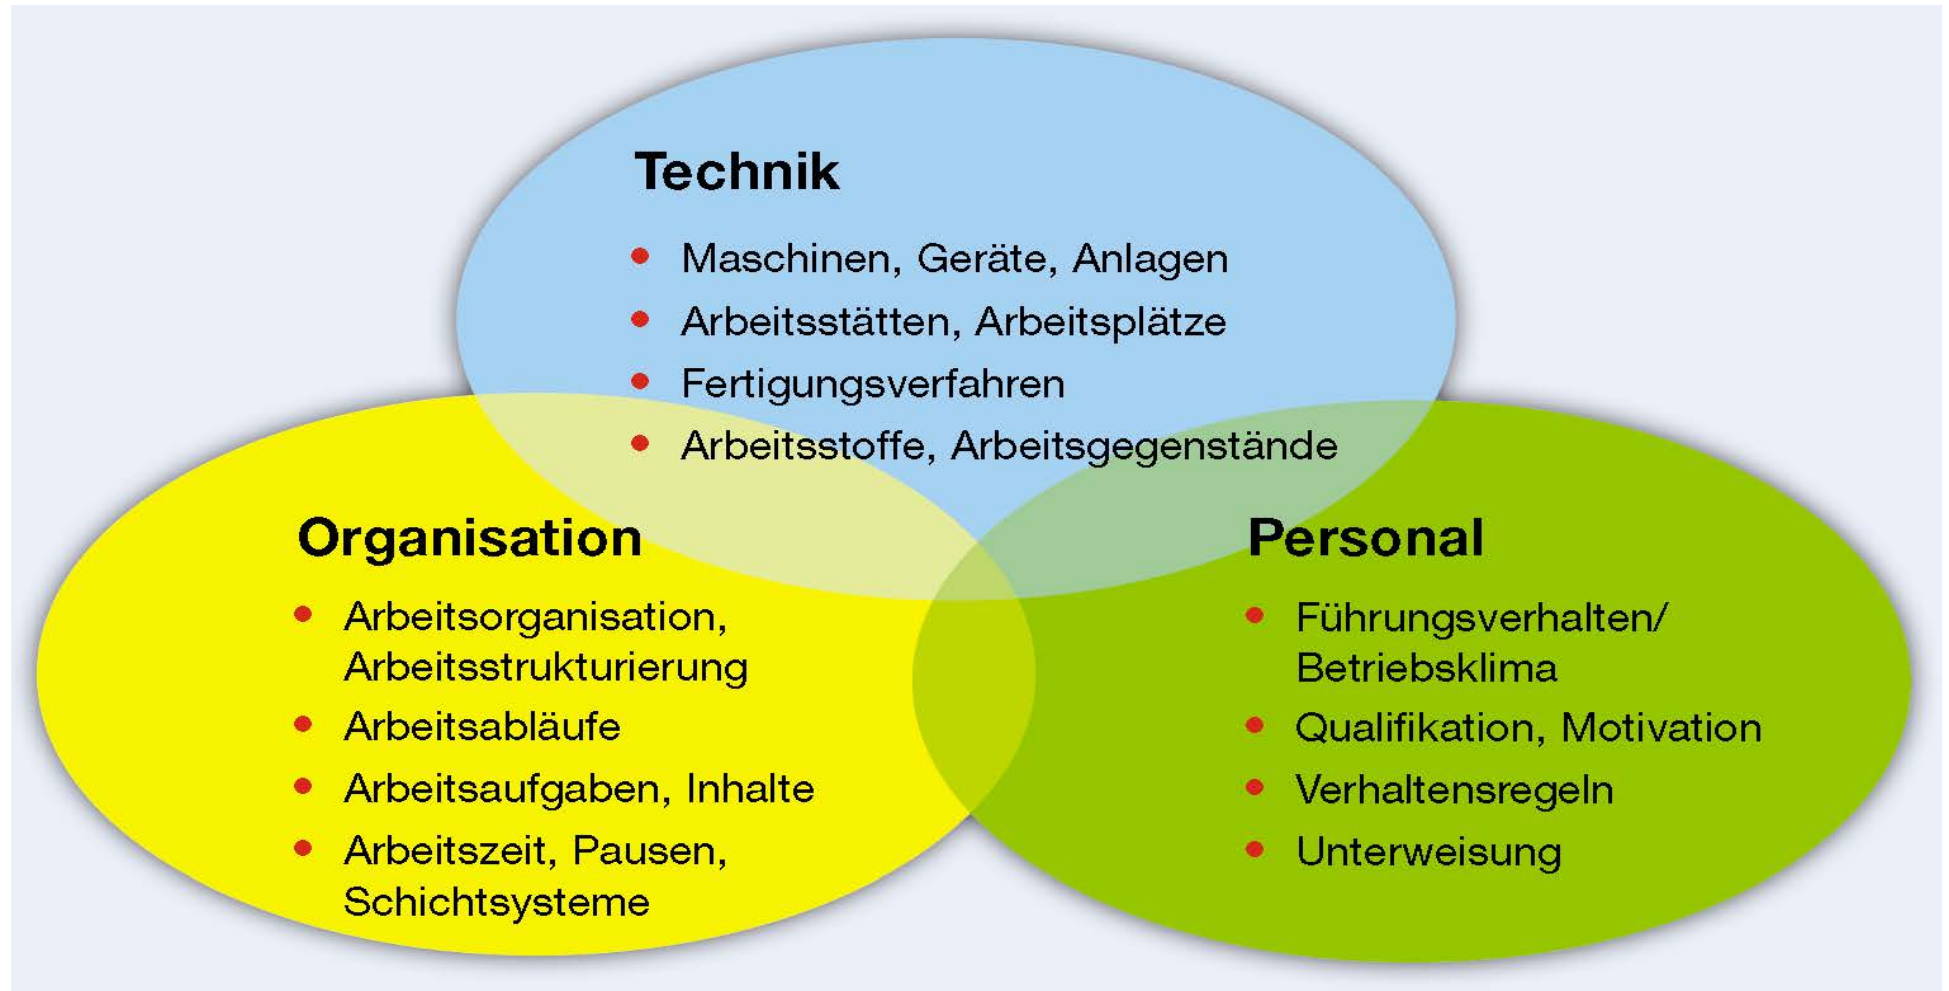 Technik
• Maschinen, Geräte, Anlagen
• Arbeitsstätten, Arbeitsplätze
• Fertigungsverfahren
• Arbeitsstoffe, Arbeitsgegenstände
Organisation
• Arbeitsorganisation,
Arbeitsstrukturierung
• Arbeitsabläufe
• Arbeitsaufgaben, Inhalte
• Arbeitszeit, Pausen,
Schichtsysteme
Personal
• Führungsverhalten/
Betriebsklima
• Qualifikation, Motivation
• Verhaltensregeln
• Unterweisung